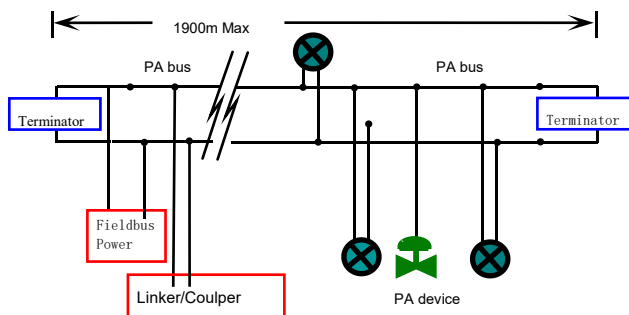 1900m Max
PA bus
PA bus
Terminator
Terminator
Fieldbus
Power
Linker/Coulper
PA device